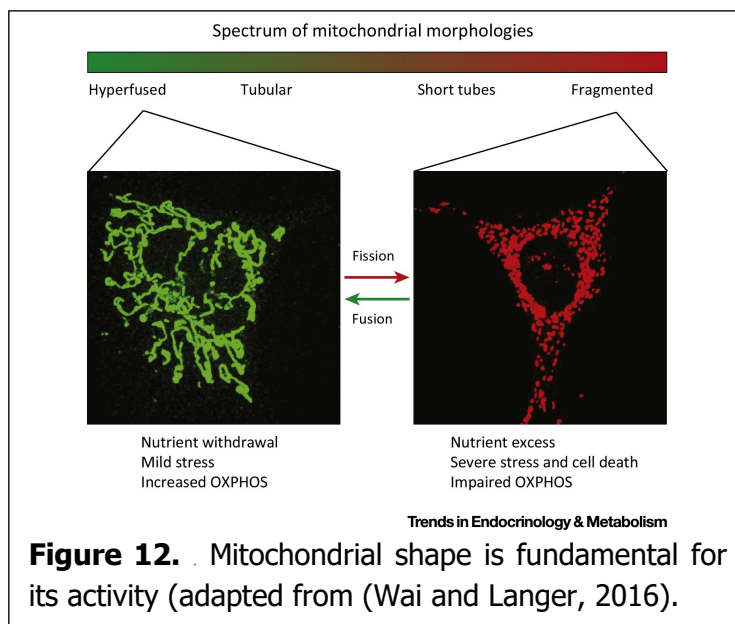 Spectrum of mitochondrial morphologies
Hyperfused Tubular Short tubes Fragmented
Fission
Fusion
Nutrient withdrawal
Mild stress
Increased OXPHOS
Nutrient excess
Severe stress and cell death
Impaired OXPHOS
Trends in Endocrinology & Metabolism
Figure 12. . Mitochondrial shape is fundamental for
its activity (adapted from (Wai and Langer, 2016).